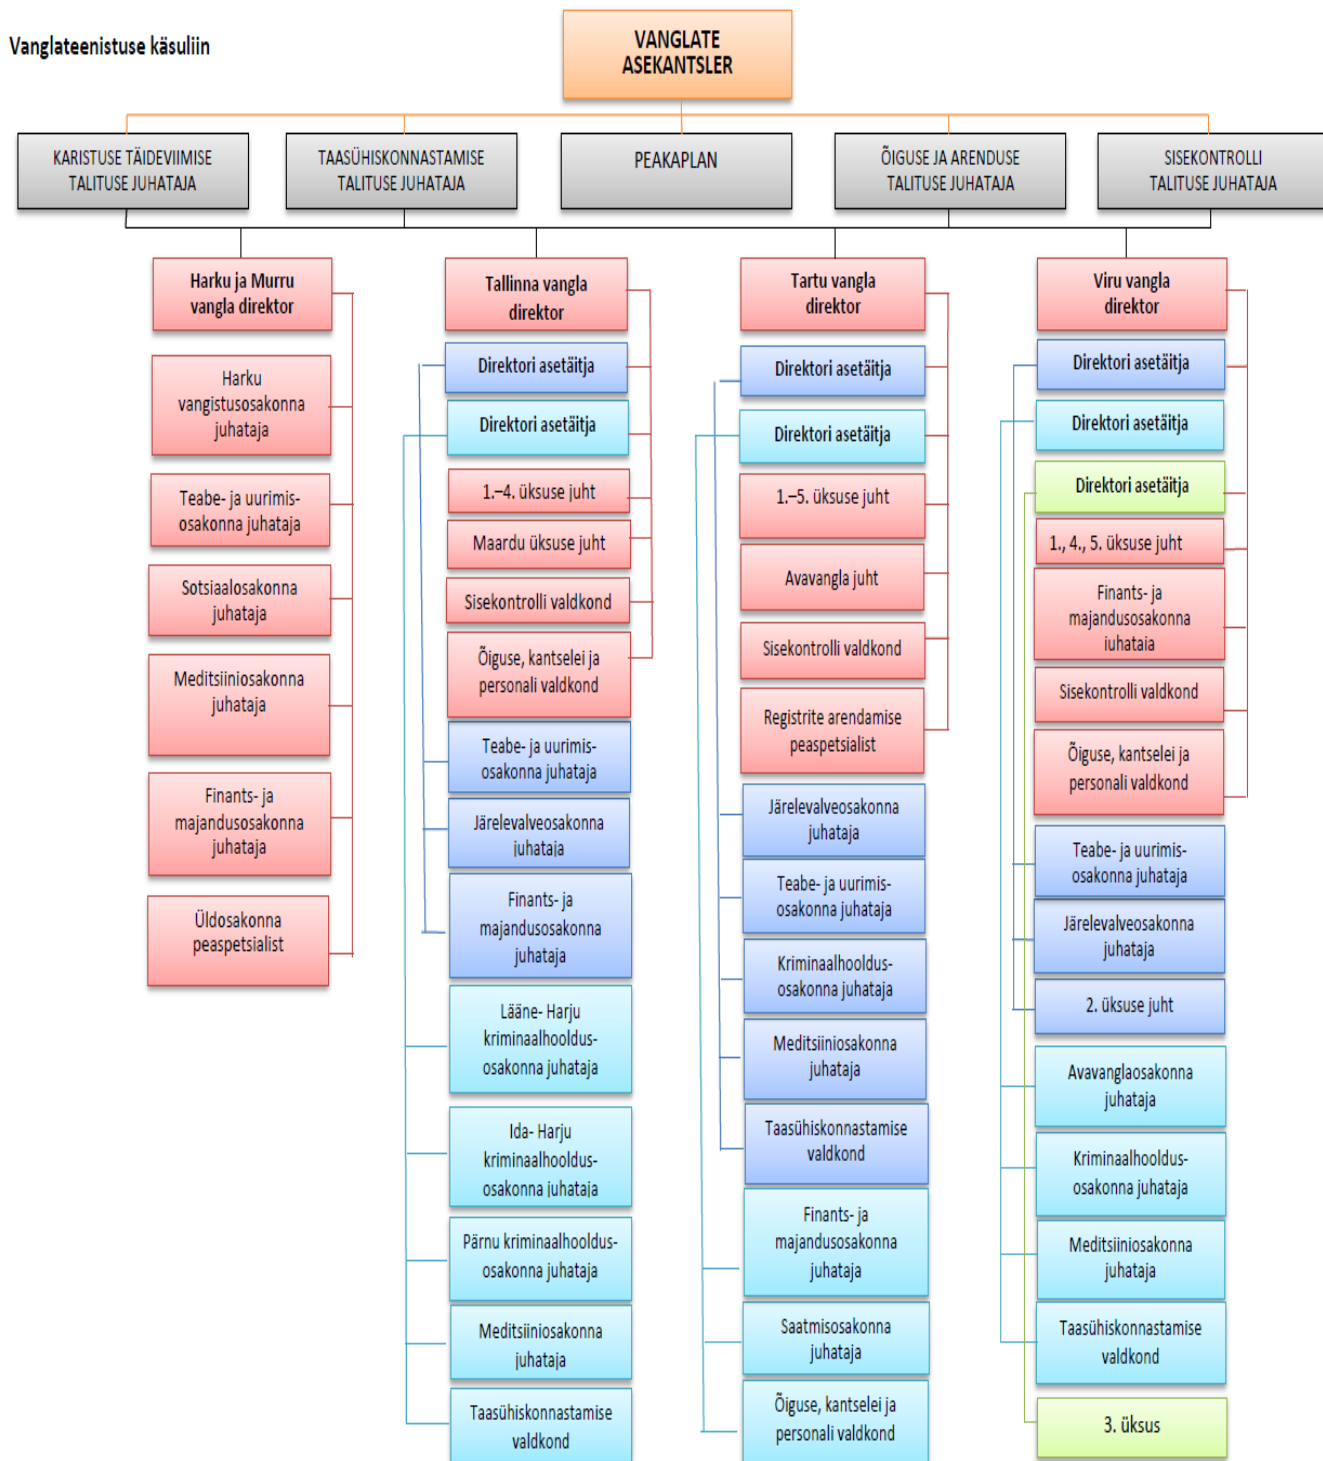 Vanglateenistuse käsuliin
VANGLATE
ASEKANTSLER
KARISTUSE TÄIDEVIIMISE
TALITUSE JUHATAJA
TAASÜHISKONNASTAMISE
TALITUSE JUHATAJA
PEAKAPLAN
ÕIGUSE JA ARENDUSE
TALITUSE JUHATAJA
SISEKONTROLLI
TALITUSE JUHATAJA
Harku ja Murru
vangla direktor
Harku
vangistusosakonna
juhataja
Teabe- ja uurimis-
osakonna juhataja
Sotsiaalosakonna
juhataja
Meditsiiniosakonna
juhataja
Finants- ja
majandusosakonna
juhataja
Üldosakonna
peaspetsialist
Tallinna vangla
direktor
Direktori asetäitja
Direktori asetäitja
1.–4. üksuse juht
Maardu üksuse juht
Sisekontrolli valdkond
Õiguse, kantselei ja
personali valdkond
Teabe- ja uurimis-
osakonna juhataja
Järelevalveosakonna
juhataja
Finants- ja
majandusosakonna
juhataja
Lääne- Harju
kriminaalhooldus-
osakonna juhataja
Ida- Harju
kriminaalhooldus-
osakonna juhataja
Pärnu kriminaalhooldus-
osakonna juhataja
Meditsiiniosakonna
juhataja
Taasühiskonnastamise
valdkond
Tartu vangla
direktor
Direktori asetäitja
Direktori asetäitja
1.–5. üksuse juht
Avavangla juht
Sisekontrolli valdkond
Registrite arendamise
peaspetsialist
Järelevalveosakonna
juhataja
Teabe- ja uurimis-
osakonna juhataja
Kriminaalhooldus-
osakonna juhataja
Meditsiiniosakonna
juhataja
Taasühiskonnastamise
valdkond
Finants- ja
majandusosakonna
juhataja
Saatmisosakonna
juhataja
Õiguse, kantselei ja
personali valdkond
Viru vangla
direktor
Direktori asetäitja
Direktori asetäitja
Direktori asetäitja
1., 4., 5. üksuse juht
Finants- ja
majandusosakonna
juhataja
Sisekontrolli valdkond
Õiguse, kantselei ja
personali valdkond
Teabe- ja uurimis-
osakonna juhataja
Järelevalveosakonna
juhataja
2. üksuse juht
Avavanglaosakonna
juhataja
Kriminaalhooldus-
osakonna juhataja
Meditsiiniosakonna
juhataja
Taasühiskonnastamise
valdkond
3. üksus